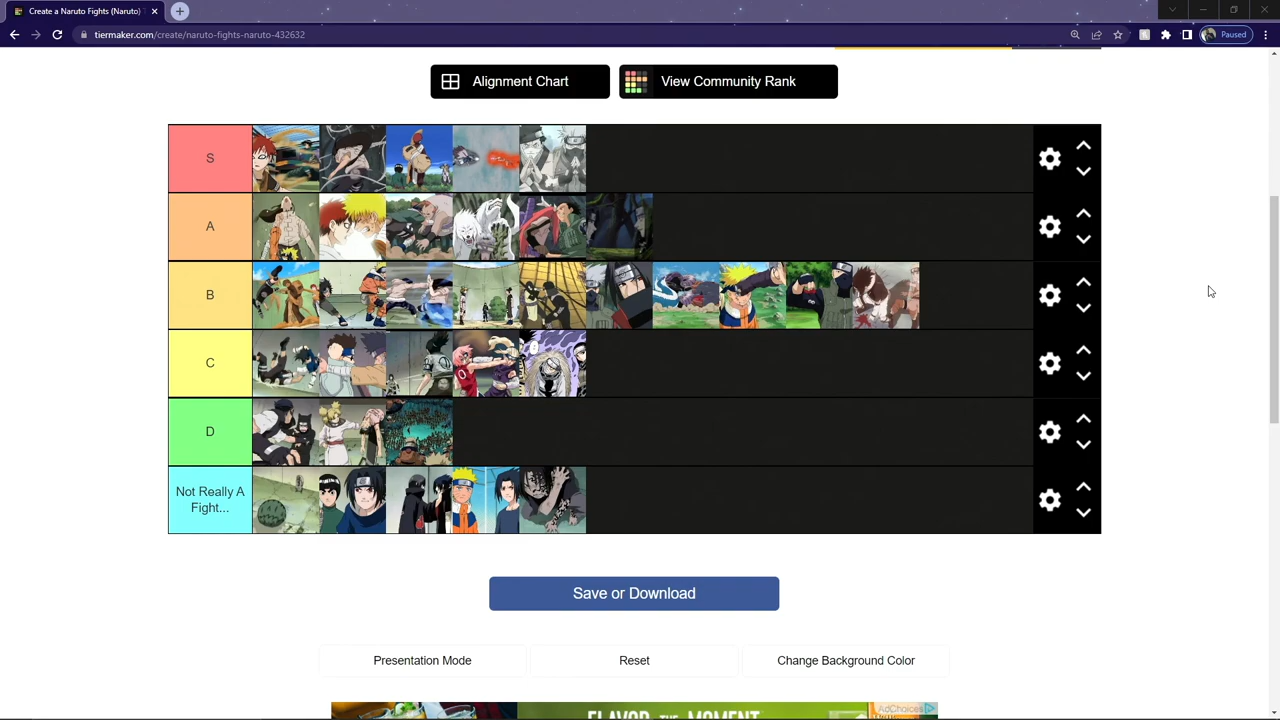 Create a Naruto Fights (Naruto) T
tiermaker.com/create/naruto-fights-naruto-432632
Paused
Alignment Chart
View Community Rank
S
A
B
C
D
Not Really A
Fight...
Save or Download
Presentation Mode
Reset
Change Background Color
AdChoices
FLAVOR THE MOMENT